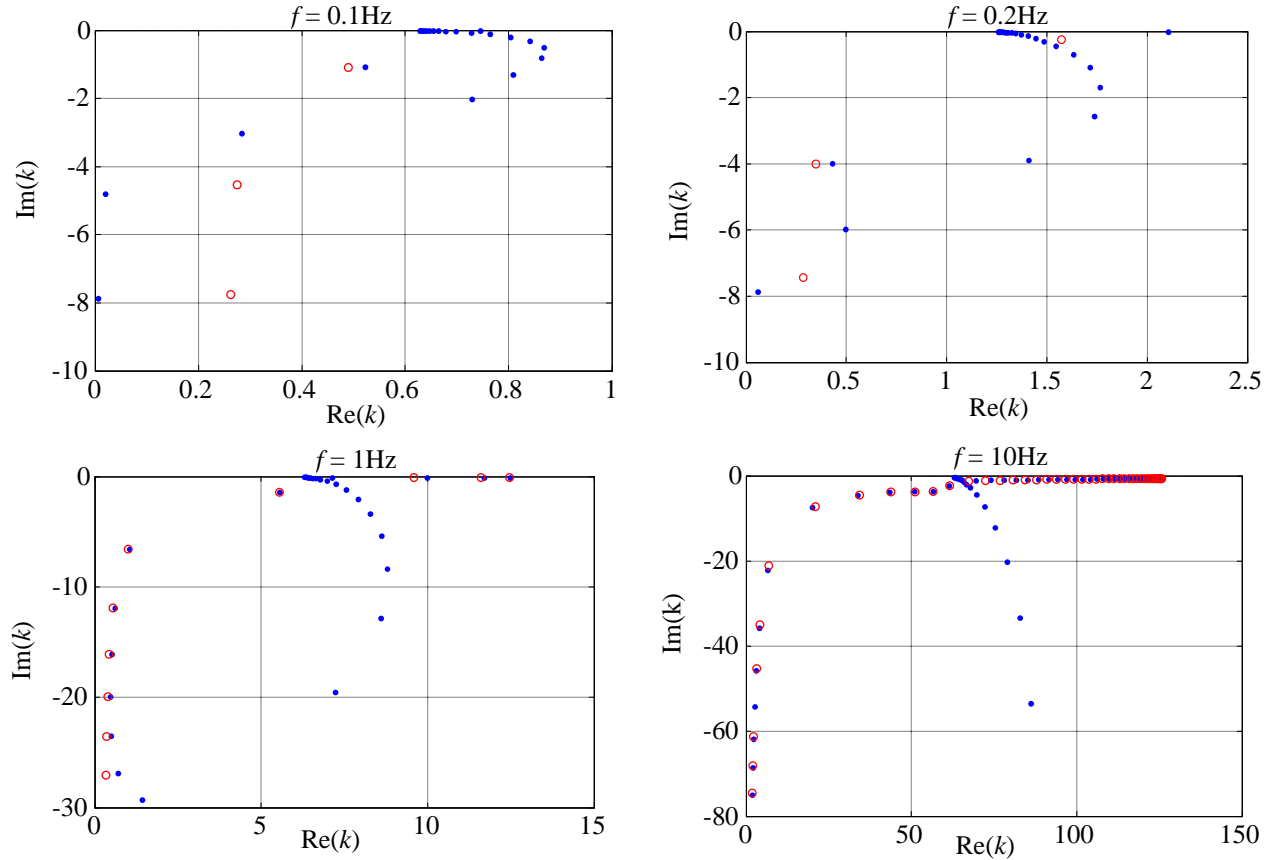 f = 0.1Hz
0
-2
-4
-6
-8
-10
Im(k)
0 0.2 0.4 0.6 0.8 1
Re(k)
f = 0.2Hz
0
-2
-4
-6
-8
-10
Im(k)
0 0.5 1 1.5 2 2.5
Re(k)
f = 1Hz
0
-10
-20
-30
Im(k)
0 5 10 15
Re(k)
f = 10Hz
0
-20
-40
-60
-80
Im(k)
0 50 100 150
Re(k)